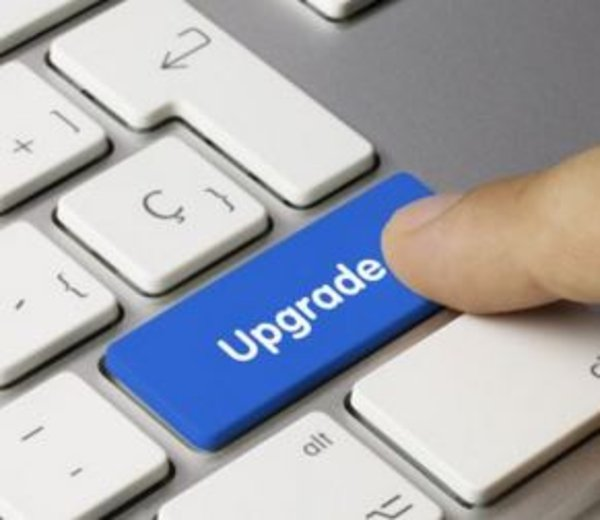 + ]
Ç }
- {
Upgrade
_ -
alt